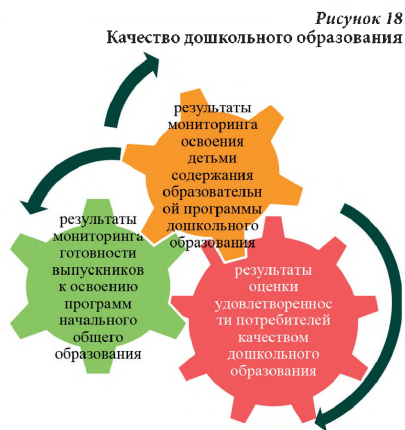 Рисунок 18
Качество дошкольного образования
результаты
мониторинга
освоения
детьми
содержания
образовательн
ой программы
дошкольного
образования
результаты
мониторинга
готовности
выпускников
к освоению
программ
начального
общего
образования
результаты
оценки
удовлетвореннос
ти потребителей
качеством
дошкольного
образования